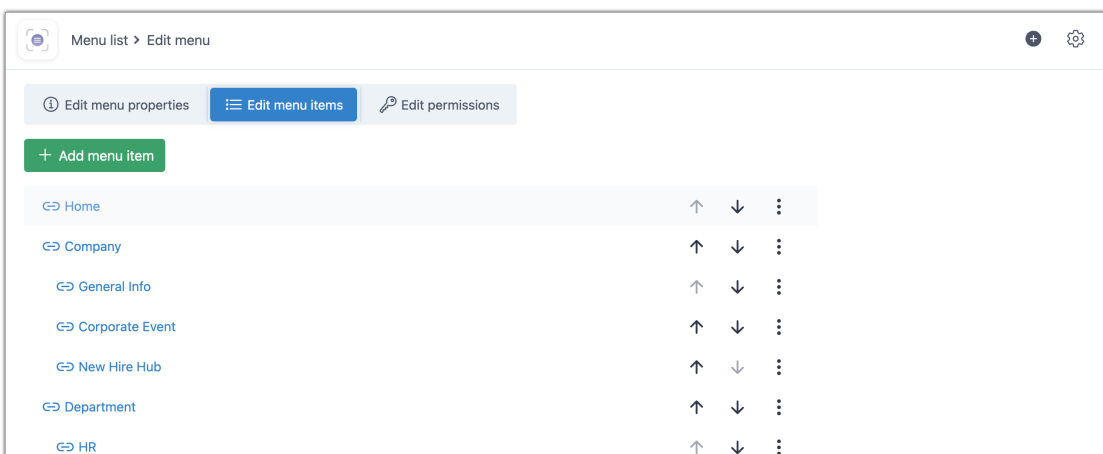 Menu list > Edit menu
Edit menu properties Edit menu items Edit permissions
+ Add menu item
Home
Company
General Info
Corporate Event
New Hire Hub
Department
HR